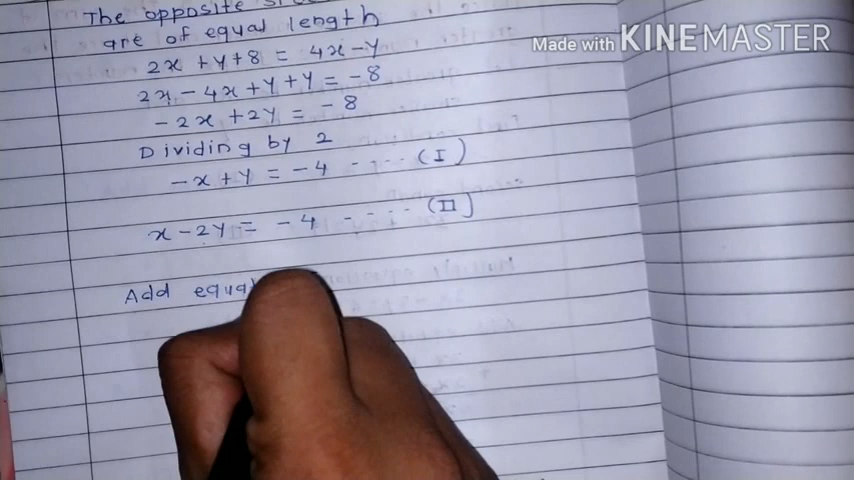 The opposite
are of equal length
2x + y + 8 = 4x - y
2x - 4x + y + y = -8
-2x + 2y = -8
Dividing by 2
-x + y = -4 - - - - (I)
x - 2y = -4 - - - - (II)
Add
Made with KINEMASTER